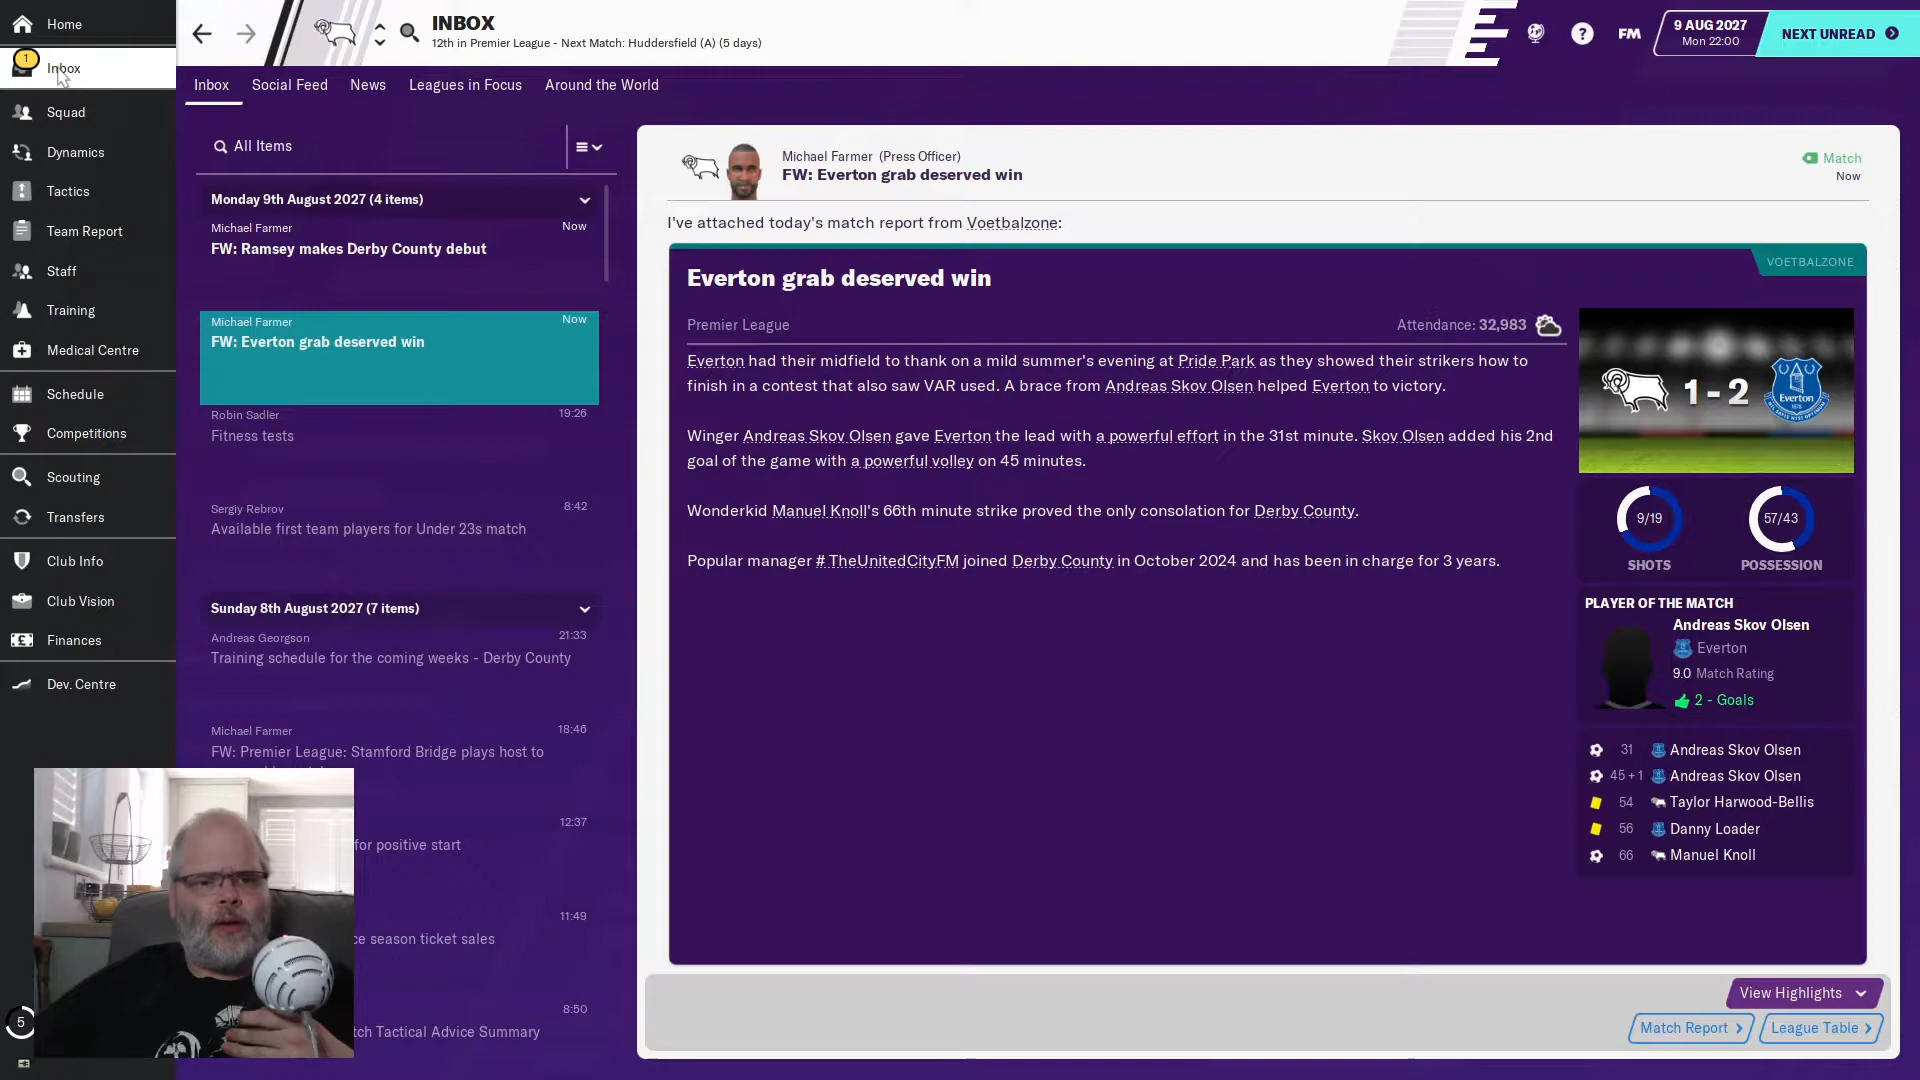 Home
1
Inbox
Squad
Dynamics
Tactics
Team Report
Staff
Training
Medical Centre
Schedule
Competitions
Scouting
Transfers
Club Info
Club Vision
Finances
Dev. Centre
5
INBOX
12th in Premier League - Next Match: Huddersfield (A) (5 days)
FM
9 AUG 2027
Mon 22:00
NEXT UNREAD
Inbox Social Feed News Leagues in Focus Around the World
All Items
Monday 9th August 2027 (4 items)
Michael Farmer Now
FW: Ramsey makes Derby County debut
Michael Farmer Now
FW: Everton grab deserved win
Robin Sadler 19:26
Fitness tests
Sergiy Rebrov 8:42
Available first team players for Under 23s match
Sunday 8th August 2027 (7 items)
Andreas Georgson 21:33
Training schedule for the coming weeks - Derby County
Michael Farmer 18:46
FW: Premier League: Stamford Bridge plays host to
12:37
for positive start
11:49
season ticket sales
8:50
Tactical Advice Summary
Michael Farmer (Press Officer)
FW: Everton grab deserved win
Match
Now
I've attached today's match report from Voetbalzone:
VOETBALZONE
Everton grab deserved win
Premier League Attendance: 32,983
Everton had their midfield to thank on a mild summer's evening at Pride Park as they showed their strikers how to
finish in a contest that also saw VAR used. A brace from Andreas Skov Olsen helped Everton to victory.
Winger Andreas Skov Olsen gave Everton the lead with a powerful effort in the 31st minute. Skov Olsen added his 2nd
goal of the game with a powerful volley on 45 minutes.
Wonderkid Manuel Knoll's 66th minute strike proved the only consolation for Derby County.
Popular manager # TheUnitedCityFM joined Derby County in October 2024 and has been in charge for 3 years.
1 - 2
Everton
9/19 57/43
SHOTS POSSESSION
PLAYER OF THE MATCH
Andreas Skov Olsen
Everton
9.0 Match Rating
2 - Goals
31 Andreas Skov Olsen
45 + 1 Andreas Skov Olsen
54 Taylor Harwood-Bellis
56 Danny Loader
66 Manuel Knoll
View Highlights
Match Report
League Table